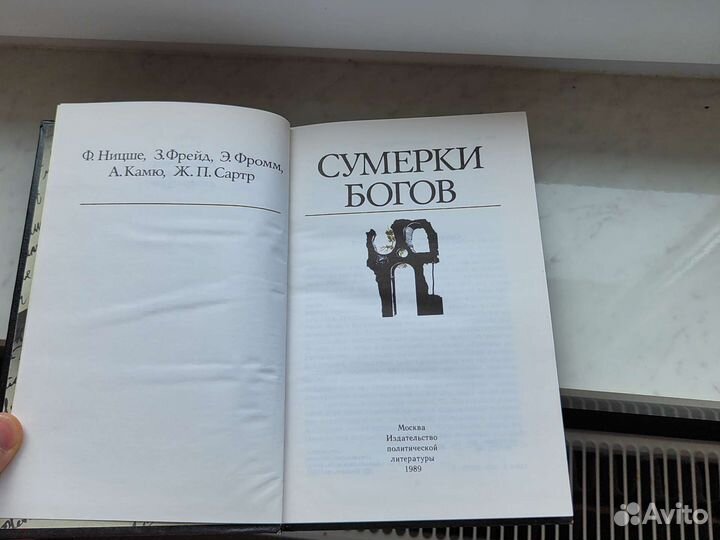 Ф. Ницше, З. Фрейд, Э. Фромм,
А. Камю, Ж. П. Сартр
СУМЕРКИ
БОГОВ
Москва
Издательство
политической
литературы
1989
Avito